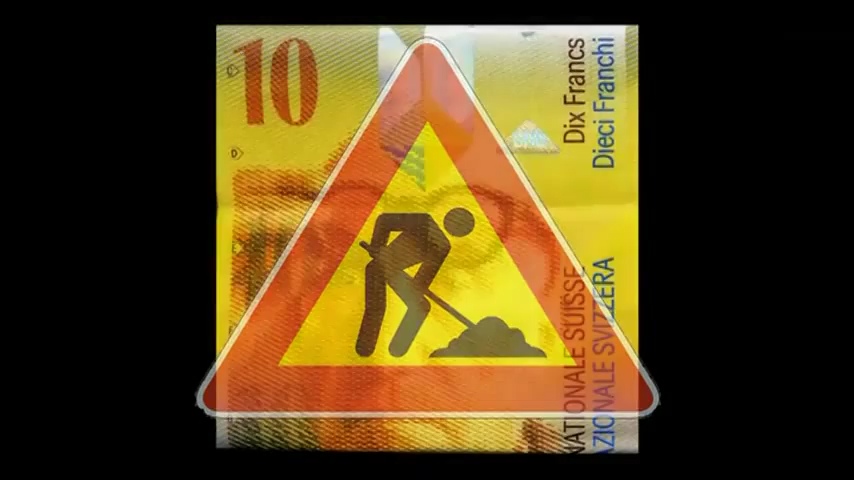 10
Dix Francs
Dieci Franchi
NATIONALE SUISSE
AZIONALE SVIZZERA